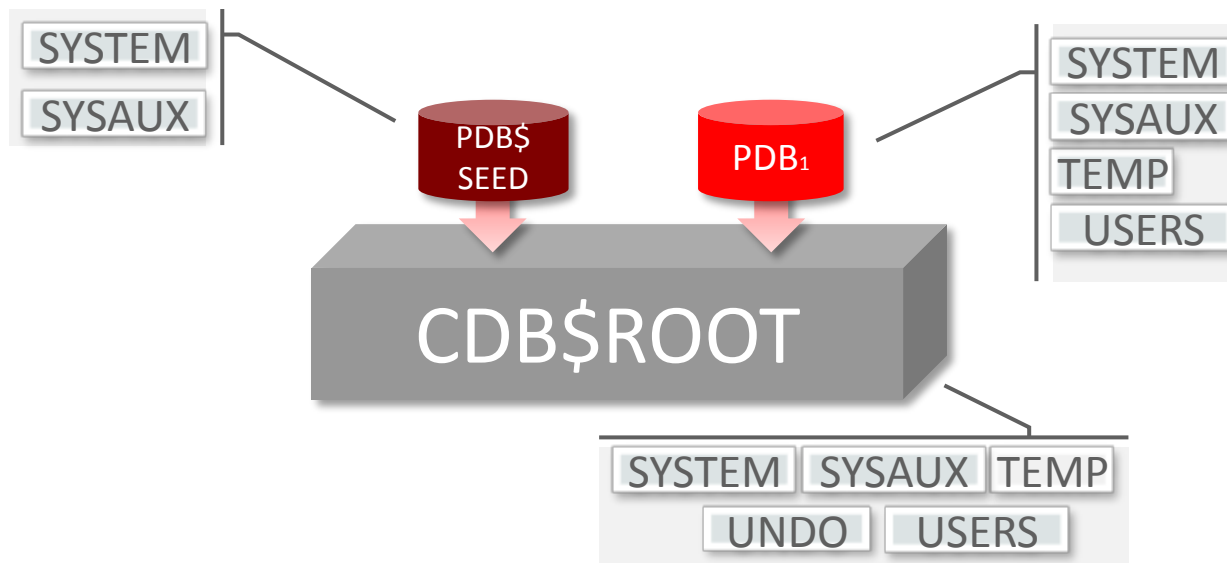 SYSTEM
SYSAUX
PDB$
SEED
PDB₁
SYSTEM
SYSAUX
TEMP
USERS
CDB$ROOT
SYSTEM SYSAUX TEMP
UNDO USERS